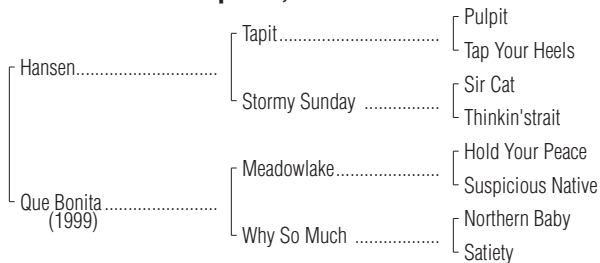 Pulpit
Tapit
Tap Your Heels
Hansen
Sir Cat
Stormy Sunday
Thinkin'strait
Hold Your Peace
Meadowlake
Suspicious Native
Que Bonita
(1999)
Northern Baby
Why So Much
Satiety